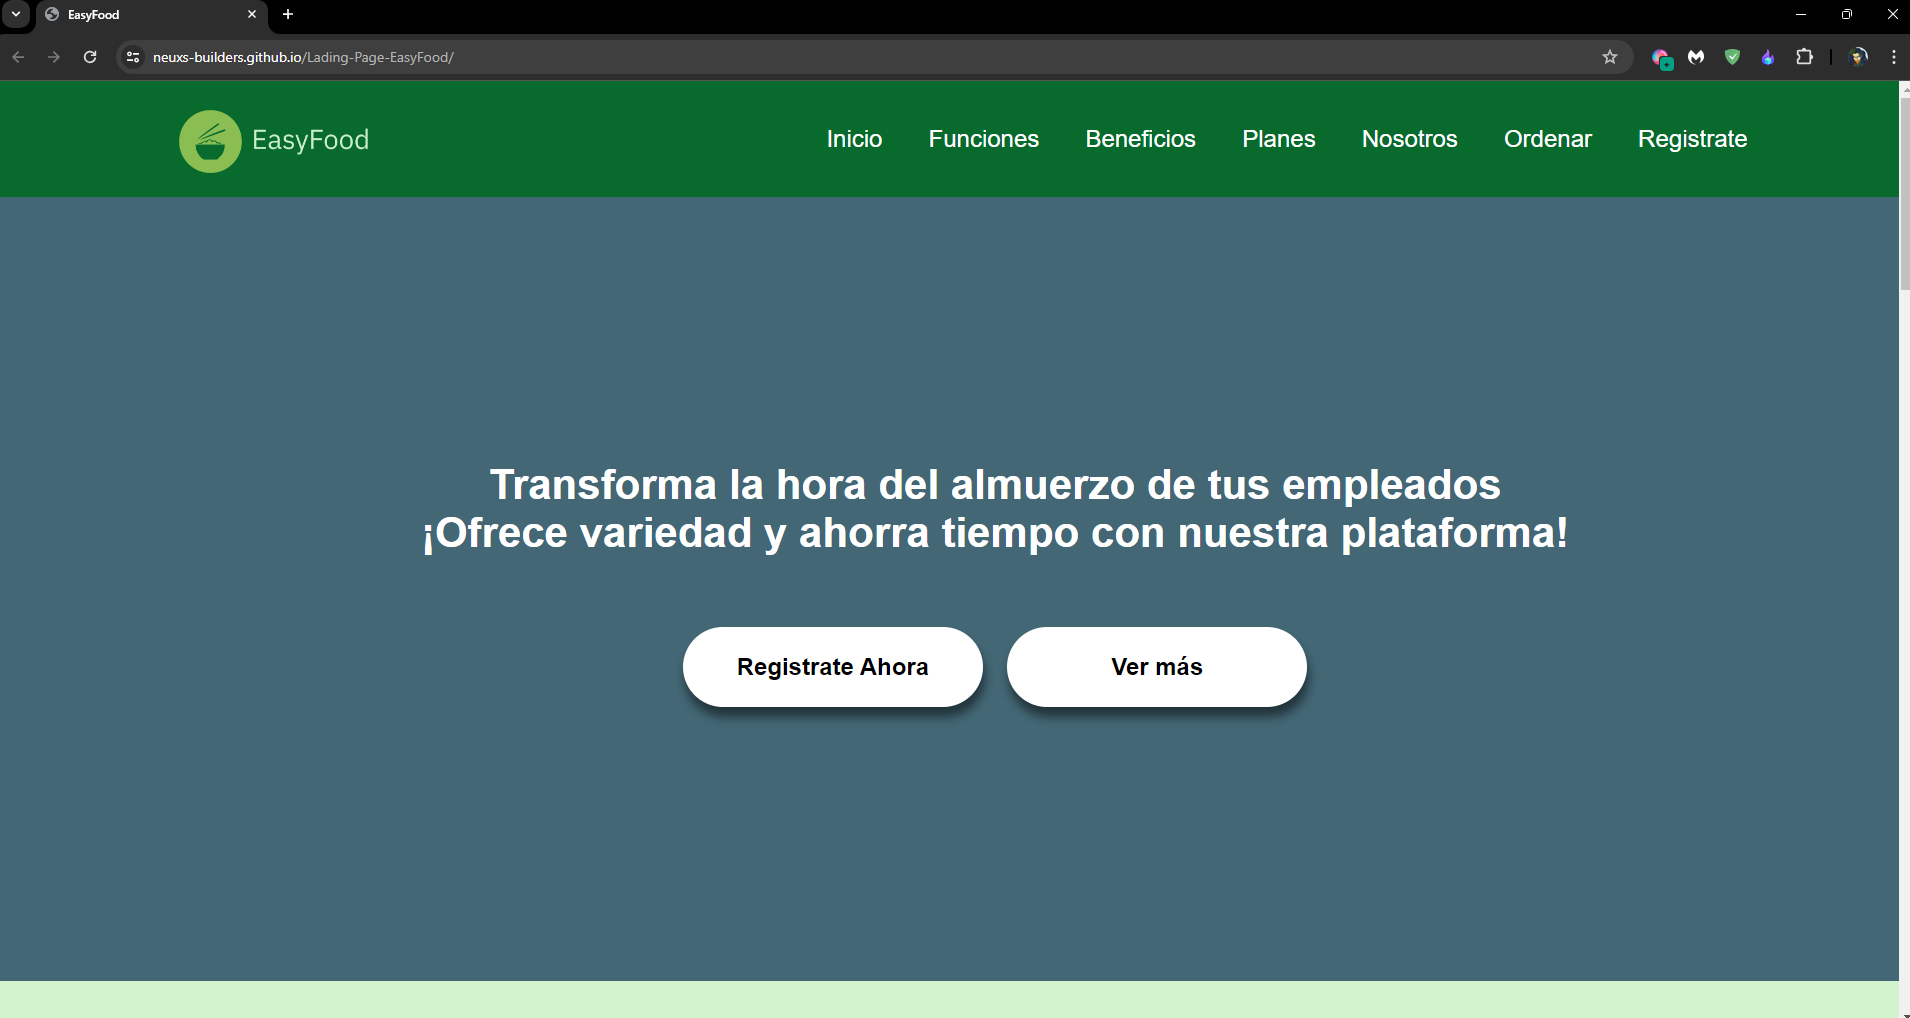 EasyFood
neuxs-builders.github.io/Lading-Page-EasyFood/
EasyFood
Inicio Funciones Beneficios Planes Nosotros Ordenar Registrate
Transforma la hora del almuerzo de tus empleados
¡Ofrece variedad y ahorra tiempo con nuestra plataforma!
Registrate Ahora Ver más